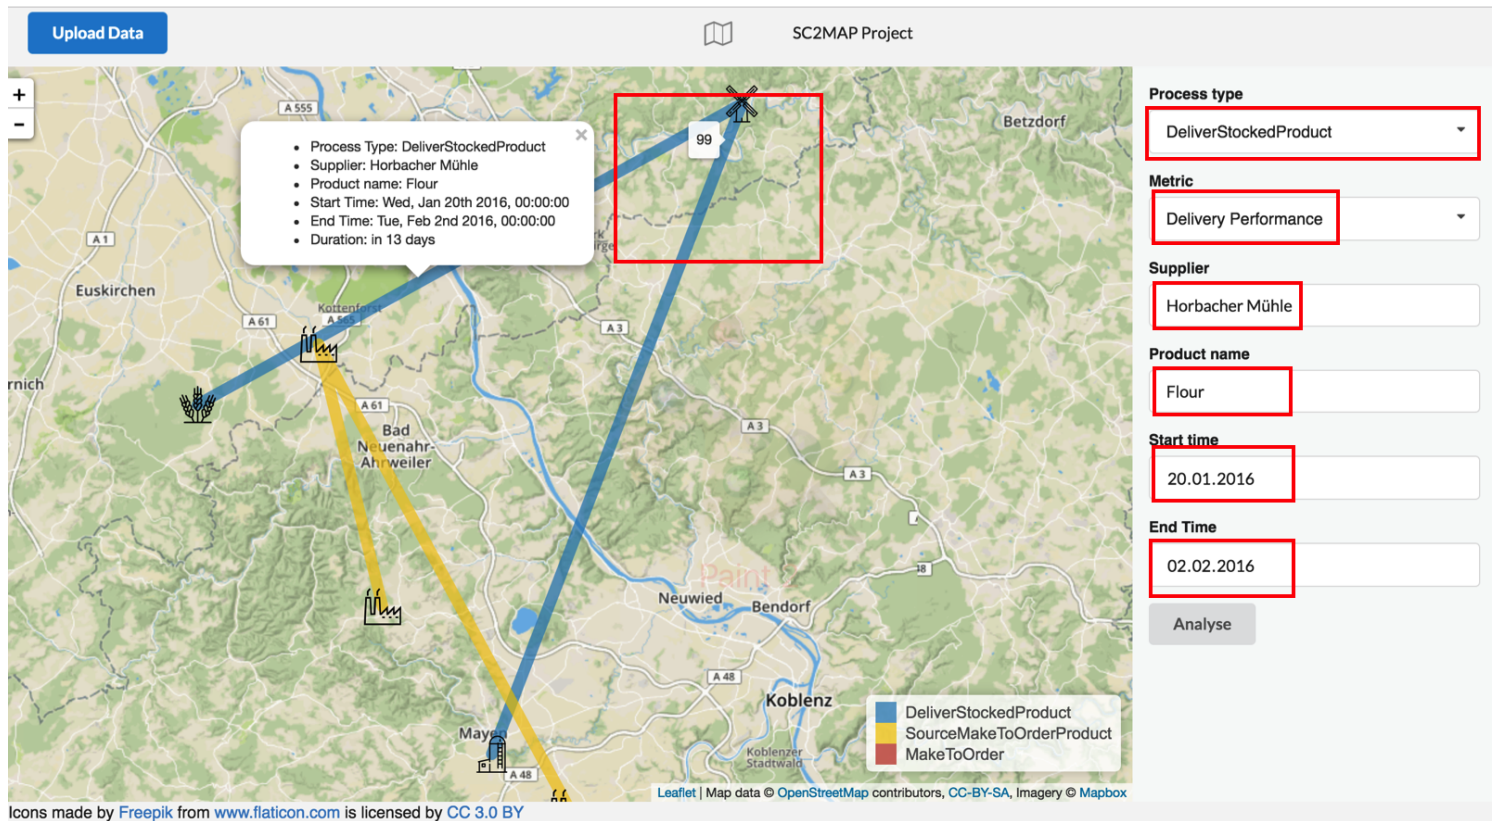 Upload Data
SC2MAP Project
+
-
A 555
Betzdorf
99
×
Process Type: DeliverStockedProduct
Supplier: Horbacher Mühle
Product name: Flour
Start Time: Wed, Jan 20th 2016, 00:00:00
End Time: Tue, Feb 2nd 2016, 00:00:00
Duration: in 13 days
A 1
Euskirchen
Kottenforst
A 61
A 565
A 3
rnich
A 61
Bad
Neuenahr-
Ahrweiler
A 3
A 3
Paint
Neuwied
Bendorf
A 48
Koblenz
Mayen
Koblenzer
Stadtwald
A 48
DeliverStockedProduct
SourceMakeToOrderProduct
MakeToOrder
Leaflet | Map data © OpenStreetMap contributors, CC-BY-SA, Imagery © Mapbox
Process type
DeliverStockedProduct
Metric
Delivery Performance
Supplier
Horbacher Mühle
Product name
Flour
Start time
20.01.2016
End Time
02.02.2016
Analyse
Icons made by Freepik from www.flaticon.com is licensed by CC 3.0 BY